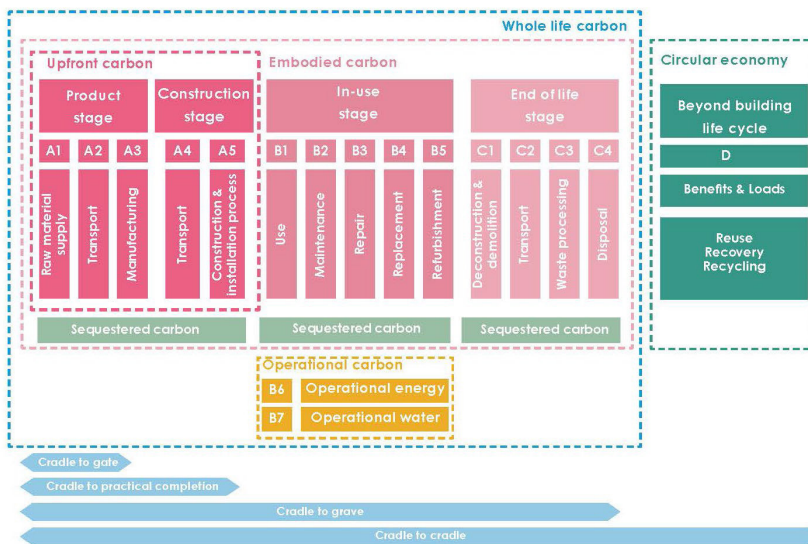 Whole life carbon
Upfront carbon
Embodied carbon
Circular economy
Product
stage
Construction
stage
In-use
stage
End of life
stage
Beyond building
life cycle
A1
A2
A3
A4
A5
B1
B2
B3
B4
B5
C1
C2
C3
C4
D
Raw material
supply
Transport
Manufacturing
Transport
Construction &
installation process
Use
Maintenance
Repair
Replacement
Refurbishment
Deconstruction &
demolition
Transport
Waste processing
Disposal
Benefits & Loads
Reuse
Recovery
Recycling
Sequestered carbon
Sequestered carbon
Sequestered carbon
Operational carbon
B6
Operational energy
B7
Operational water
Cradle to gate
Cradle to practical completion
Cradle to grave
Cradle to cradle